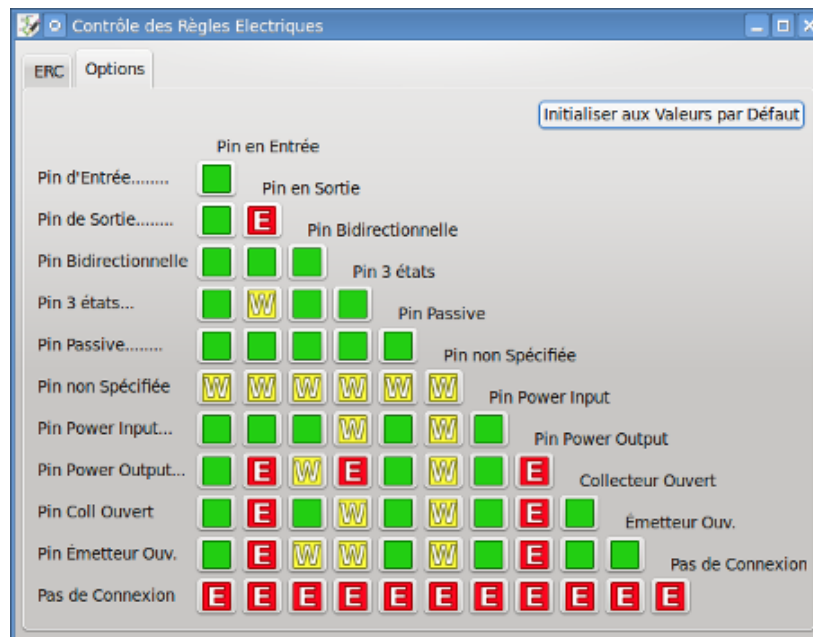 Contrôle des Règles Electriques
ERC Options
Initialiser aux Valeurs par Défaut
Pin en Entrée
Pin d'Entrée........
Pin en Sortie
Pin de Sortie........ E
Pin Bidirectionnelle
Pin Bidirectionnelle
Pin 3 états
Pin 3 états... W
Pin Passive
Pin Passive........
Pin non Spécifiée
Pin non Spécifiée W W W W W W
Pin Power Input
Pin Power Input... W W
Pin Power Output
Pin Power Output... E W E W E
Collecteur Ouvert
Pin Coll Ouvert E W W E
Émetteur Ouv.
Pin Émetteur Ouv. E W W W E
Pas de Connexion
Pas de Connexion E E E E E E E E E E E